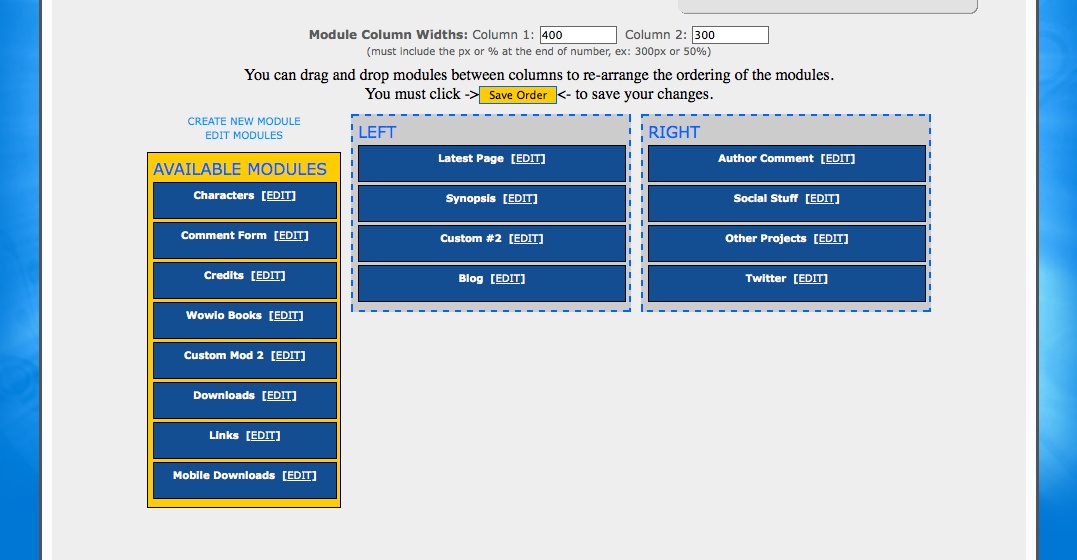 Module Column Widths: Column 1: 400 Column 2: 300
(must include the px or % at the end of number, ex: 300px or 50%)
You can drag and drop modules between columns to re-arrange the ordering of the modules.
You must click -> Save Order <- to save your changes.
CREATE NEW MODULE
EDIT MODULES
AVAILABLE MODULES
Characters [EDIT]
Comment Form [EDIT]
Credits [EDIT]
Wowio Books [EDIT]
Custom Mod 2 [EDIT]
Downloads [EDIT]
Links [EDIT]
Mobile Downloads [EDIT]
LEFT
Latest Page [EDIT]
Synopsis [EDIT]
Custom #2 [EDIT]
Blog [EDIT]
RIGHT
Author Comment [EDIT]
Social Stuff [EDIT]
Other Projects [EDIT]
Twitter [EDIT]